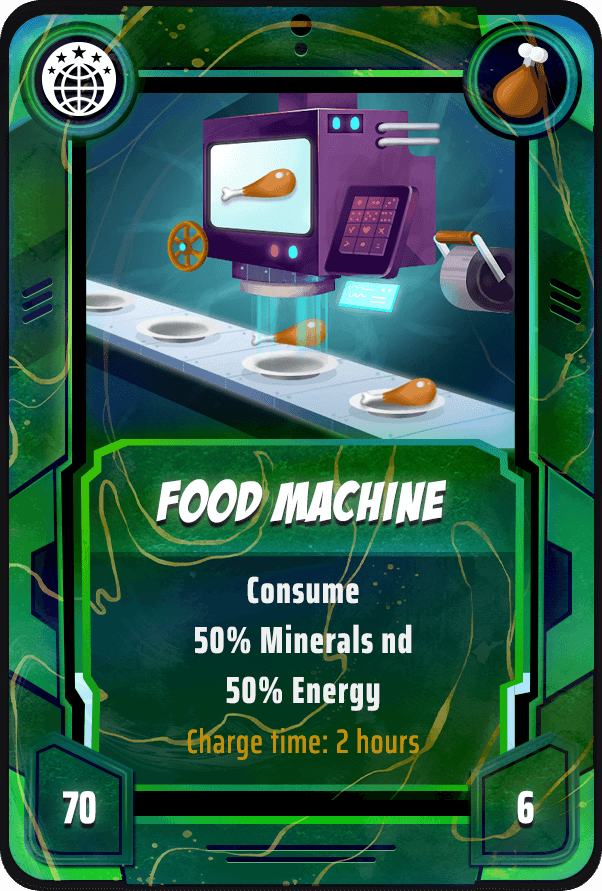 FOOD MACHINE
Consume
50% Minerals nd
50% Energy
Charge time: 2 hours
70
6